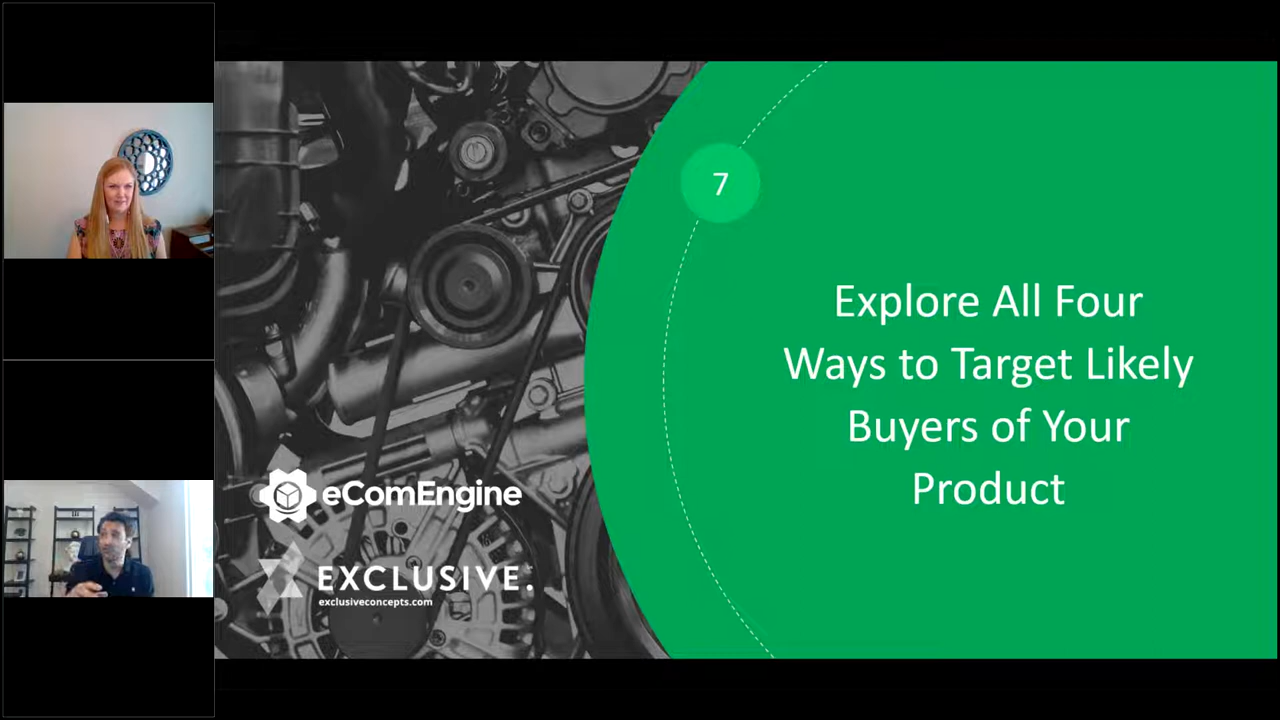 7
Explore All Four
Ways to Target Likely
Buyers of Your
Product
eComEngine
EXCLUSIVE.
exclusiveconcepts.com